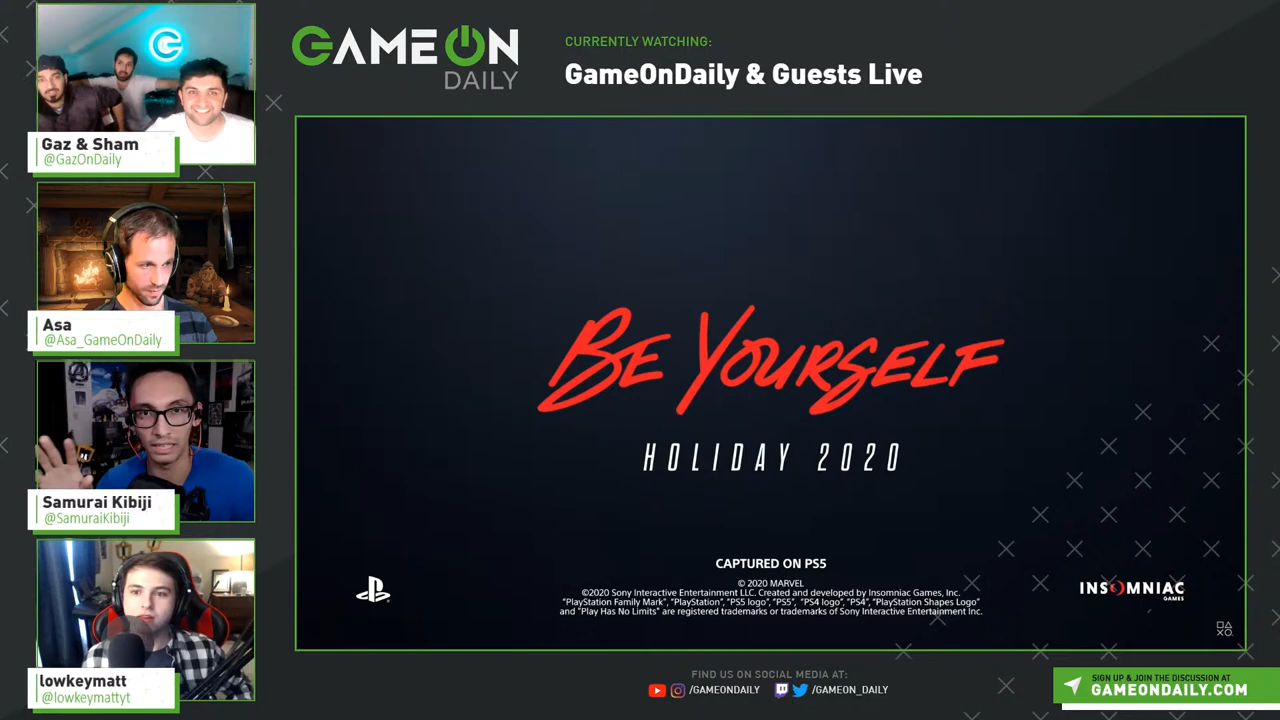 GAMEON
DAILY
CURRENTLY WATCHING:
GameOnDaily & Guests Live
Gaz & Sham
@GazOnDaily
Asa
@Asa_GameOnDaily
Samurai Kibiji
@SamuraiKibiji
lowkeymatt
@lowkeymattyt
BE YOURSELF
HOLIDAY 2020
CAPTURED ON PS5
© 2020 MARVEL
©2020 Sony Interactive Entertainment LLC. Created and developed by Insomniac Games, Inc.
"PlayStation Family Mark", "PlayStation", "PS5 logo", "PS5", "PS4 logo", "PS4", "PlayStation Shapes Logo"
and "Play Has No Limits" are registered trademarks or trademarks of Sony Interactive Entertainment Inc.
INSOMNIAC
GAMES
FIND US ON SOCIAL MEDIA AT:
/GAMEONDAILY
/GAMEON_DAILY
SIGN UP & JOIN THE DISCUSSION AT
GAMEONDAILY.COM